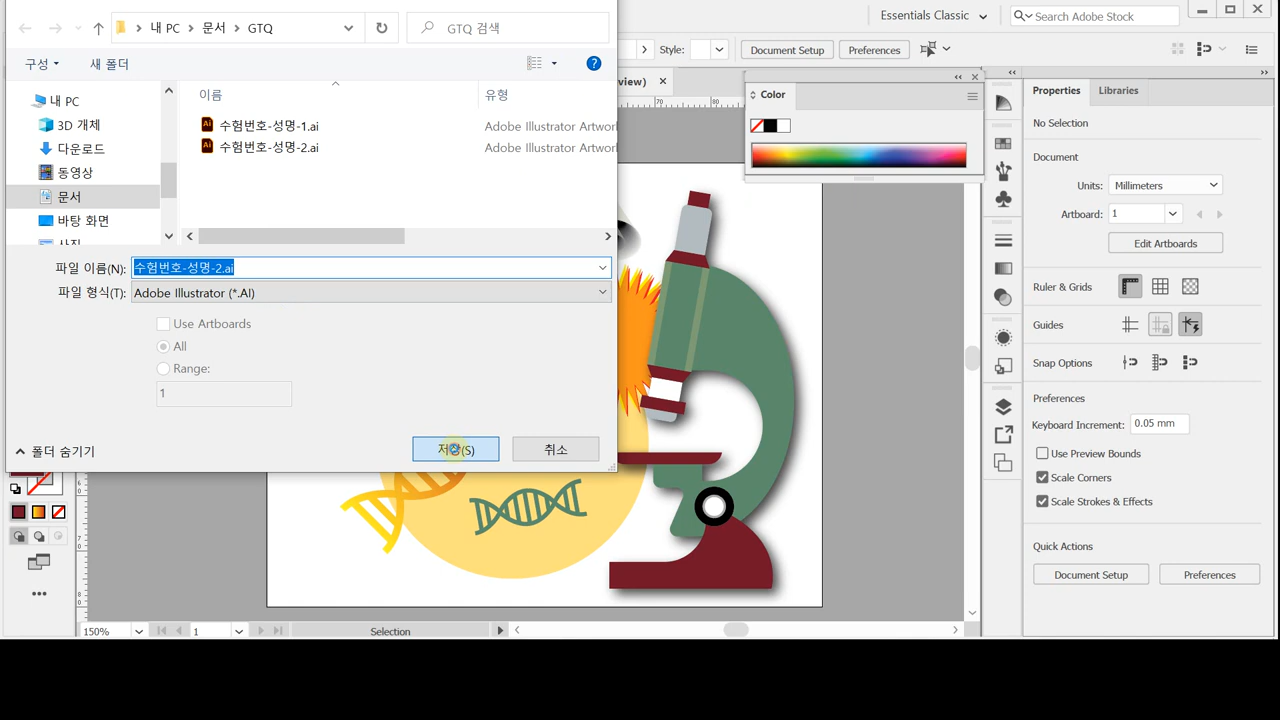 내 PC > 문서 > GTQ
GTQ 검색
Essentials Classic
Search Adobe Stock
구성
새 폴더
Style:
Document Setup
Preferences
view)
70
80
Color
Properties
Libraries
No Selection
Document
Units:
Millimeters
Artboard:
1
Edit Artboards
Ruler & Grids
Guides
Snap Options
Preferences
Keyboard Increment:
0.05 mm
Use Preview Bounds
Scale Corners
Scale Strokes & Effects
Quick Actions
Document Setup
Preferences
내 PC
3D 개체
다운로드
동영상
문서
바탕 화면
사진
이름
유형
수험번호-성명-1.ai
Adobe Illustrator Artwork
수험번호-성명-2.ai
Adobe Illustrator Artwork
파일 이름(N):
수험번호-성명-2.ai
파일 형식(T):
Adobe Illustrator (*.AI)
Use Artboards
All
Range:
1
폴더 숨기기
저장(S)
취소
150%
1
Selection